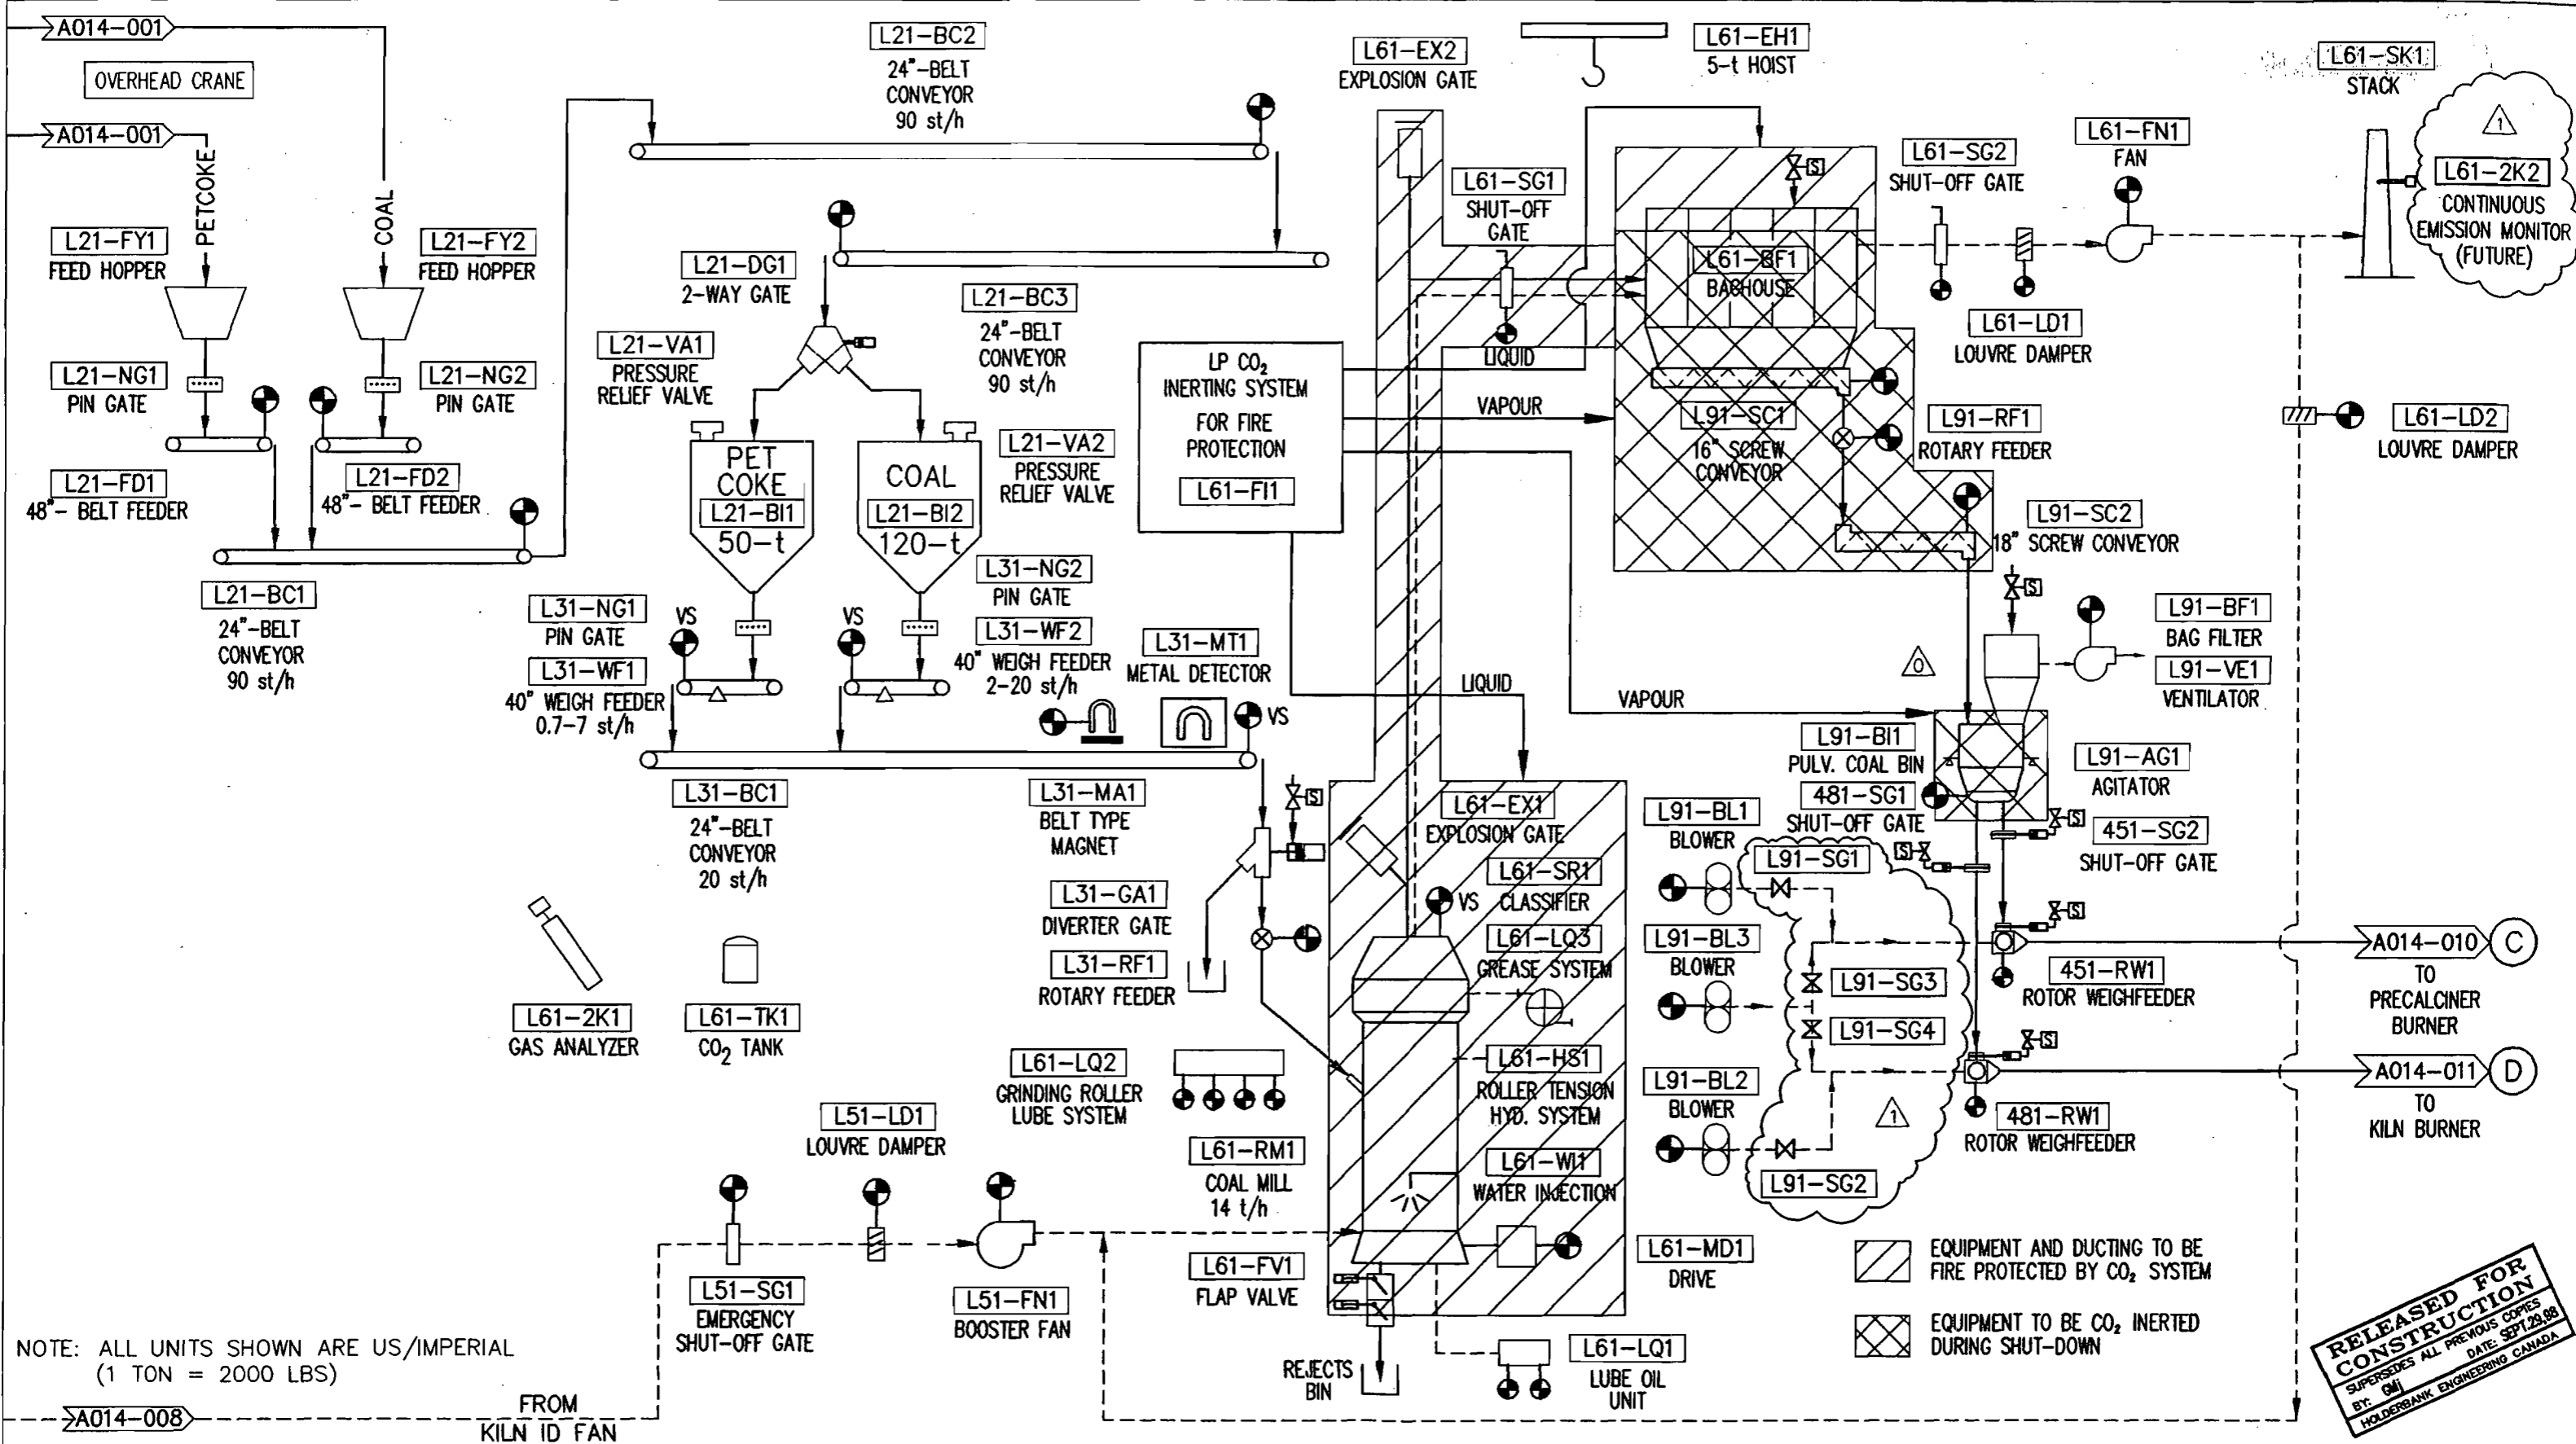 A014-001
OVERHEAD CRANE
A014-001
PETCOKE
COAL
L21-FY1
FEED HOPPER
L21-FY2
FEED HOPPER
L21-NG1
PIN GATE
L21-NG2
PIN GATE
L21-FD1
48"- BELT FEEDER
L21-FD2
48"- BELT FEEDER
L21-BC1
24"-BELT
CONVEYOR
90 st/h
L21-BC2
24"-BELT
CONVEYOR
90 st/h
L21-DG1
2-WAY GATE
L21-BC3
24"-BELT
CONVEYOR
90 st/h
L21-VA1
PRESSURE
RELIEF VALVE
L21-VA2
PRESSURE
RELIEF VALVE
PET
COKE
L21-BI1
50-t
COAL
L21-BI2
120-t
L31-NG1
PIN GATE
L31-WF1
40" WEIGH FEEDER
0.7-7 st/h
VS
VS
L31-NG2
PIN GATE
L31-WF2
40" WEIGH FEEDER
2-20 st/h
L31-MT1
METAL DETECTOR
VS
L31-BC1
24"-BELT
CONVEYOR
20 st/h
L31-MA1
BELT TYPE
MAGNET
S
L31-GA1
DIVERTER GATE
L31-RF1
ROTARY FEEDER
L61-2K1
GAS ANALYZER
L61-TK1
CO₂ TANK
L61-LQ2
GRINDING ROLLER
LUBE SYSTEM
L51-LD1
LOUVRE DAMPER
L51-SG1
EMERGENCY
SHUT-OFF GATE
L51-FN1
BOOSTER FAN
L61-RM1
COAL MILL
14 t/h
L61-FV1
FLAP VALVE
REJECTS
BIN
L61-LQ1
LUBE OIL
UNIT
L61-MD1
DRIVE
L61-EX2
EXPLOSION GATE
L61-EH1
5-t HOIST
L61-SG1
SHUT-OFF
GATE
LP CO₂
INERTING SYSTEM
FOR FIRE
PROTECTION
L61-FI1
LIQUID
VAPOUR
LIQUID
VAPOUR
S
L61-BF1
BAGHOUSE
L91-SC1
16" SCREW
CONVEYOR
L91-RF1
ROTARY FEEDER
L91-SC2
18" SCREW CONVEYOR
L61-SG2
SHUT-OFF GATE
L61-LD1
LOUVRE DAMPER
L61-FN1
FAN
L61-SK1
STACK
1
L61-2K2
CONTINUOUS
EMISSION MONITOR
(FUTURE)
L61-LD2
LOUVRE DAMPER
S
L91-BF1
BAG FILTER
L91-VE1
VENTILATOR
0
L91-BI1
PULV. COAL BIN
L91-AG1
AGITATOR
481-SG1
SHUT-OFF GATE
S
S
451-SG2
SHUT-OFF GATE
L61-EX1
EXPLOSION GATE
L61-SR1
VS CLASSIFIER
L61-LQ3
GREASE SYSTEM
L61-HS1
ROLLER TENSION
HYD. SYSTEM
L61-WI1
WATER INJECTION
L91-BL1
BLOWER
L91-BL3
BLOWER
L91-BL2
BLOWER
L91-SG1
L91-SG3
L91-SG4
L91-SG2
1
S
451-RW1
ROTOR WEIGHFEEDER
S
481-RW1
ROTOR WEIGHFEEDER
A014-010 C
TO
PRECALCINER
BURNER
A014-011 D
TO
KILN BURNER
EQUIPMENT AND DUCTING TO BE
FIRE PROTECTED BY CO₂ SYSTEM
EQUIPMENT TO BE CO₂ INERTED
DURING SHUT-DOWN
NOTE: ALL UNITS SHOWN ARE US/IMPERIAL
(1 TON = 2000 LBS)
A014-008
FROM
KILN ID FAN
RELEASED FOR
CONSTRUCTION
SUPERSEDES ALL PREVIOUS COPIES
BY: GMj DATE: SEPT.29,98
HOLDERBANK ENGINEERING CANADA